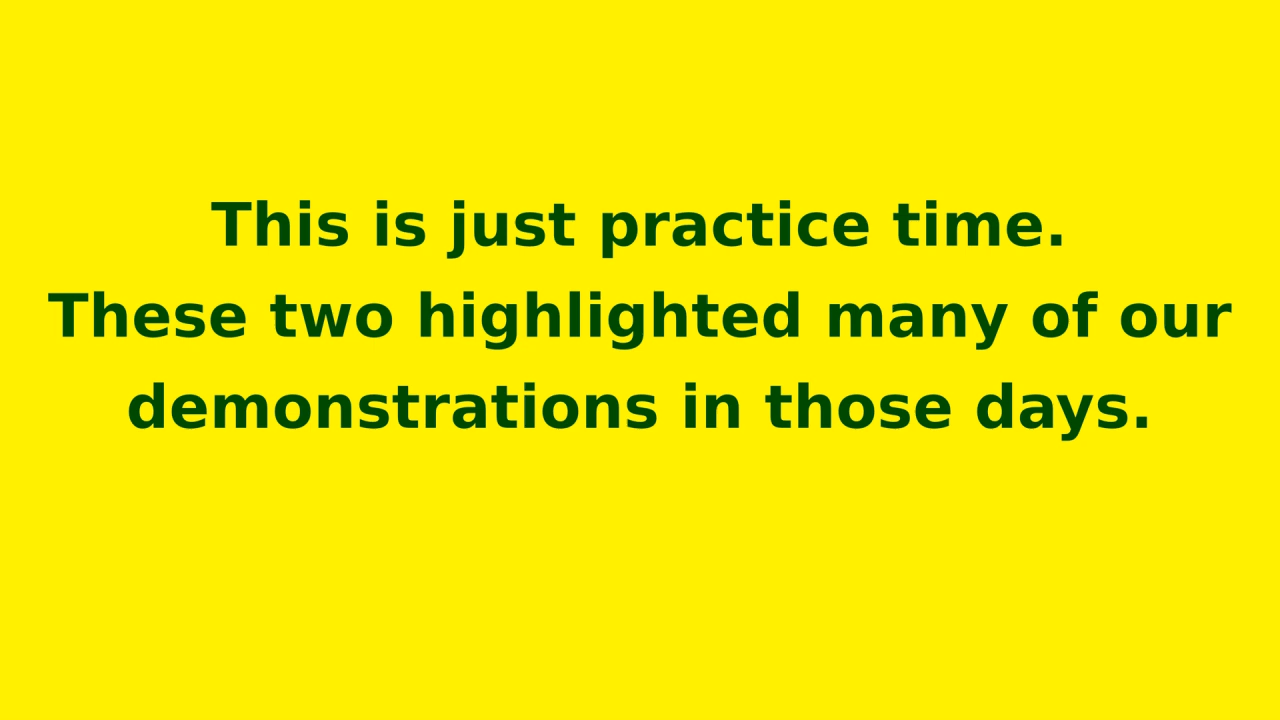 This is just practice time.
These two highlighted many of our
demonstrations in those days.